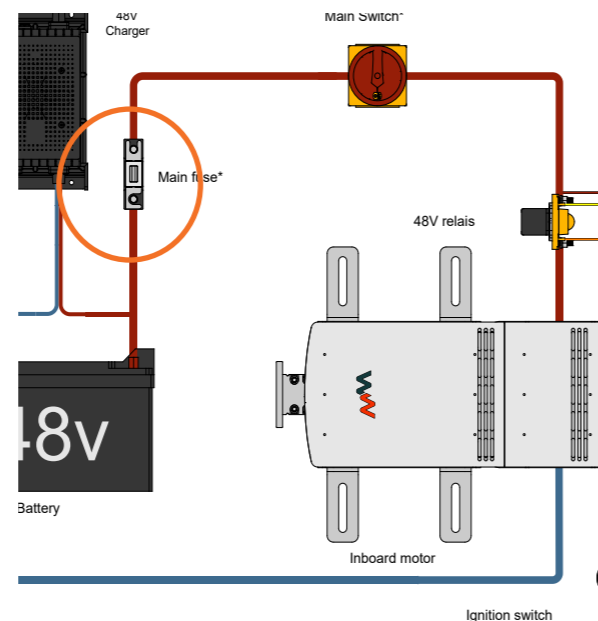 48V
Charger
Main Switch*
Main fuse*
48V relais
48v
Battery
Inboard motor
Ignition switch